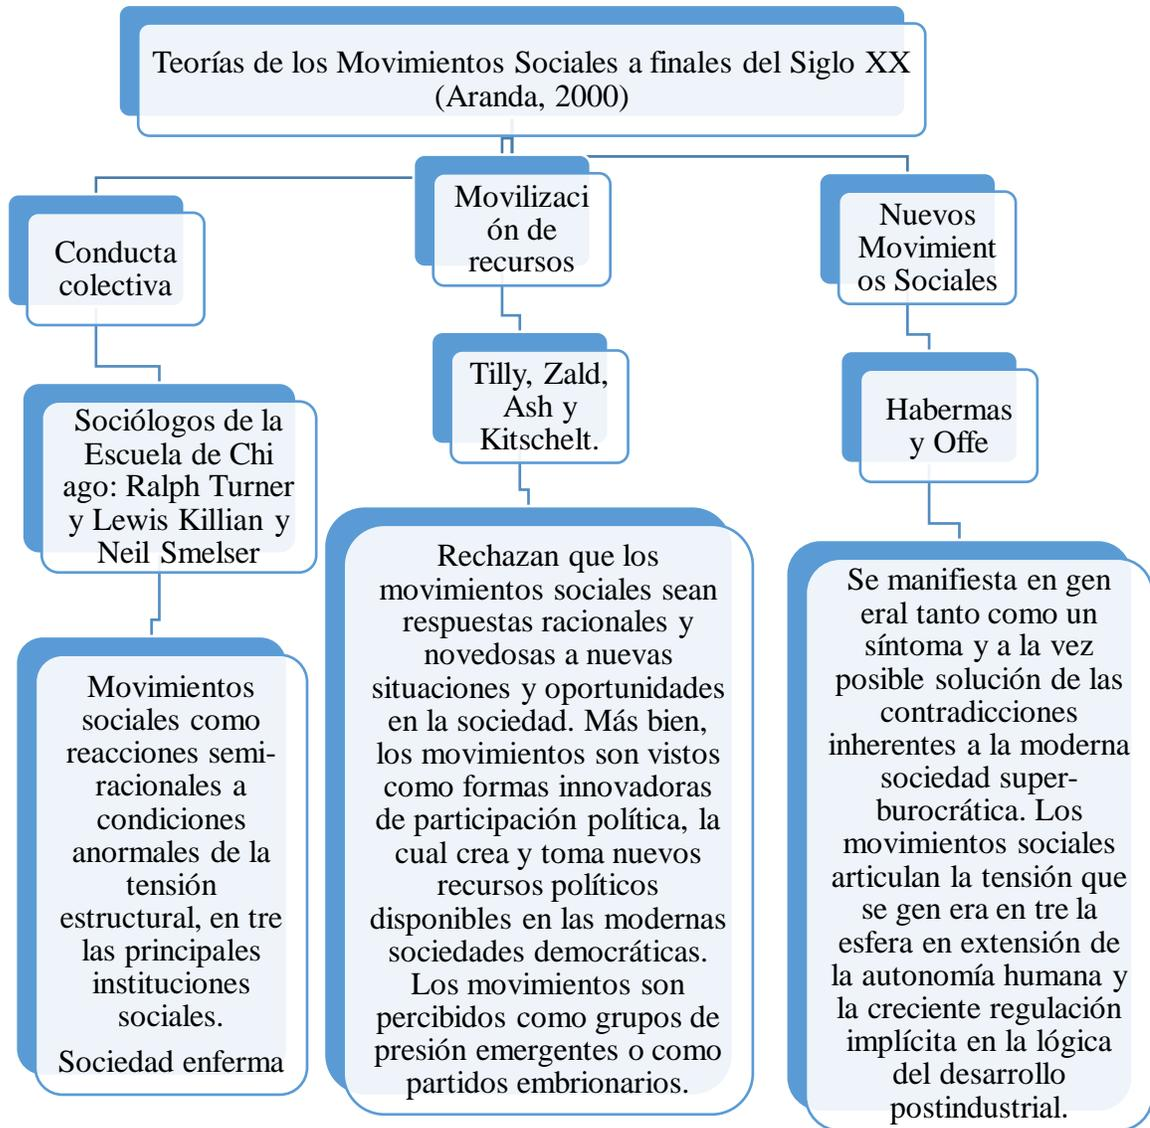 Teorías de los Movimientos Sociales a finales del Siglo XX
(Aranda, 2000)
Conducta
colectiva
Sociólogos de la
Escuela de Chi
ago: Ralph Turner
y Lewis Killian y
Neil Smelser
Movimientos
sociales como
reacciones semi-
racionales a
condiciones
anormales de la
tensión
estructural, en tre
las principales
instituciones
sociales.
Sociedad enferma
Movilizaci
ón de
recursos
Tilly, Zald,
Ash y
Kitschelt.
Rechazan que los
movimientos sociales sean
respuestas racionales y
novedosas a nuevas
situaciones y oportunidades
en la sociedad. Más bien,
los movimientos son vistos
como formas innovadoras
de participación política, la
cual crea y toma nuevos
recursos políticos
disponibles en las modernas
sociedades democráticas.
Los movimientos son
percibidos como grupos de
presión emergentes o como
partidos embrionarios.
Nuevos
Movimient
os Sociales
Habermas
y Offe
Se manifiesta en gen
eral tanto como un
síntoma y a la vez
posible solución de las
contradicciones
inherentes a la moderna
sociedad super-
burocrática. Los
movimientos sociales
articulan la tensión que
se gen era en tre la
esfera en extensión de
la autonomía humana y
la creciente regulación
implícita en la lógica
del desarrollo
postindustrial.